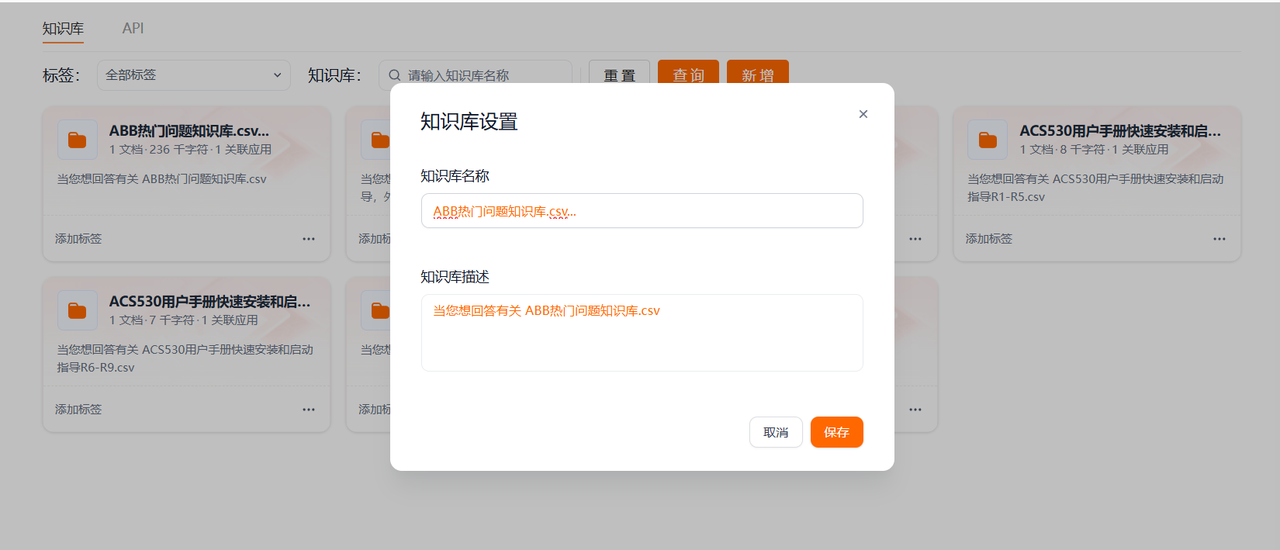 知识库 API
标签： 全部标签 知识库： 请输入知识库名称 重 置 查 询 新 增
ABB热门问题知识库.csv...
1 文档·236 千字符·1 关联应用
当您想回答有关 ABB热门问题知识库.csv
添加标签 ...
当您想
导，
添加标
...
ACS530用户手册快速安装和启...
1 文档·8 千字符·1 关联应用
当您想回答有关 ACS530用户手册快速安装和启动
指导R1-R5.csv
添加标签 ...
ACS530用户手册快速安装和启...
1 文档·7 千字符·1 关联应用
当您想回答有关 ACS530用户手册快速安装和启动
指导R6-R9.csv
添加标签 ...
当您想
添加标
...
知识库设置
知识库名称
ABB热门问题知识库.csv...
知识库描述
当您想回答有关 ABB热门问题知识库.csv
取消 保存